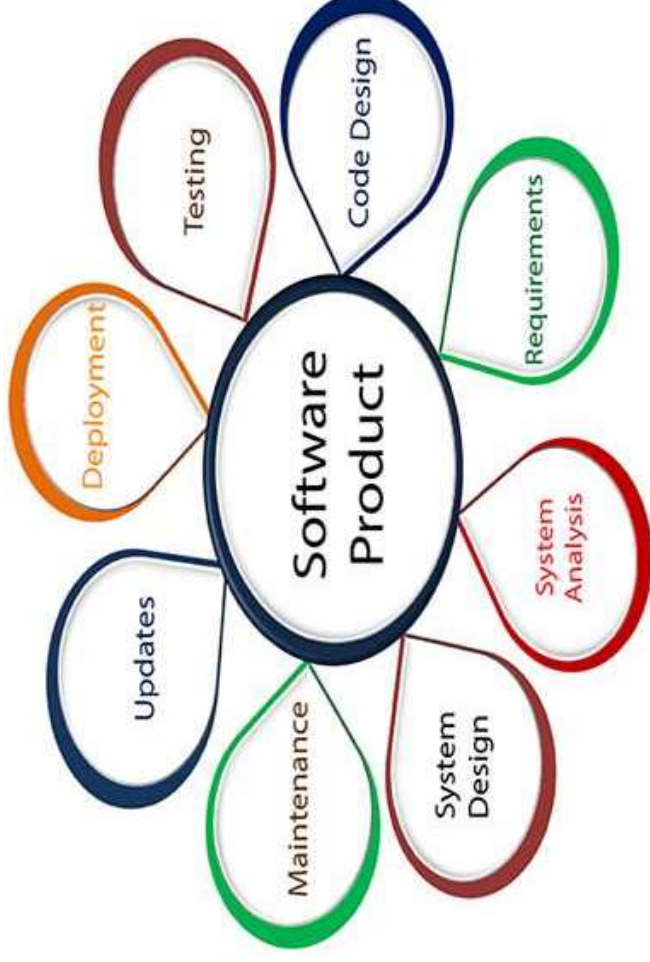 Software
Product
Code Design
Requirements
System
Analysis
System
Design
Maintenance
Updates
Deployment
Testing